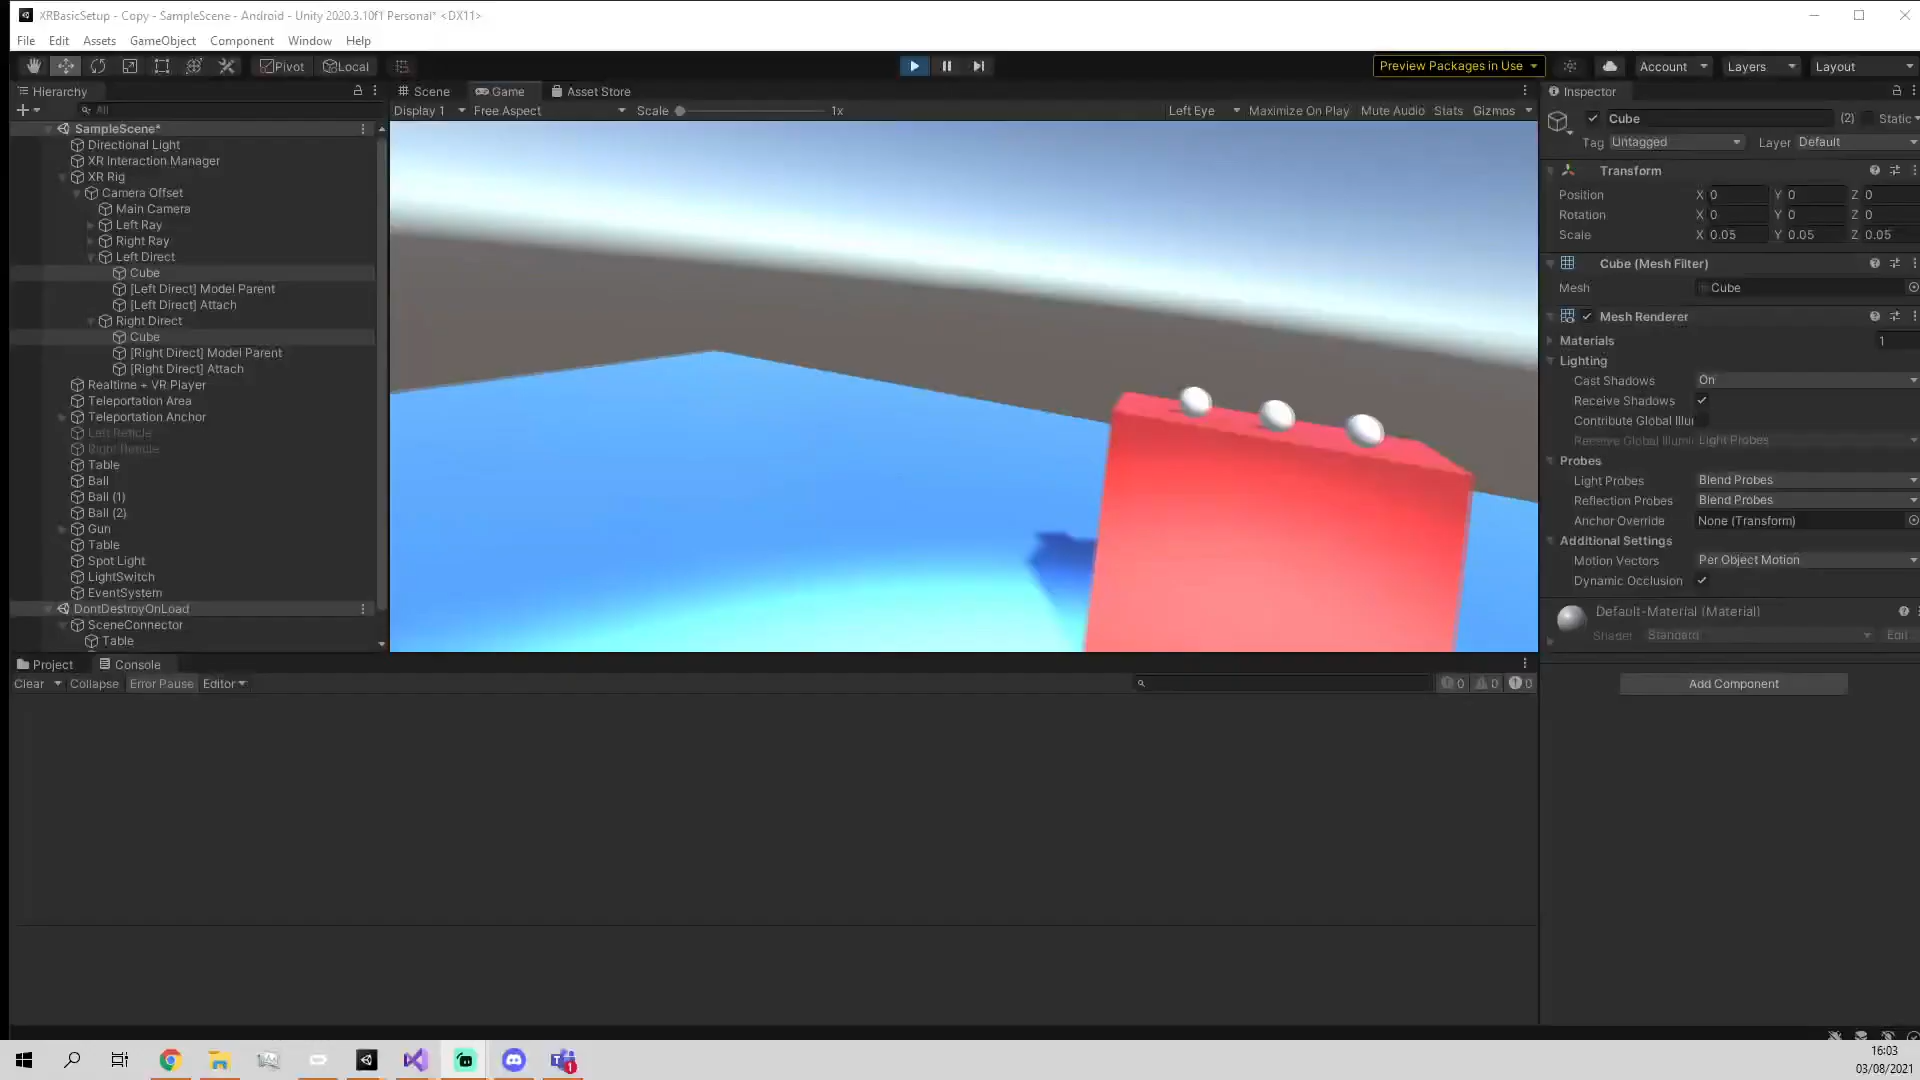 XRBasicSetup - Copy - SampleScene - Android - Unity 2020.3.10f1 Personal* <DX11>
File Edit Assets GameObject Component Window Help
Pivot Local Preview Packages in Use Account Layers Layout
Hierarchy
All
SampleScene*
Directional Light
XR Interaction Manager
XR Rig
Camera Offset
Main Camera
Left Ray
Right Ray
Left Direct
Cube
[Left Direct] Model Parent
[Left Direct] Attach
Right Direct
Cube
[Right Direct] Model Parent
[Right Direct] Attach
Realtime + VR Player
Teleportation Area
Teleportation Anchor
Left Reticle
Right Reticle
Table
Ball
Ball (1)
Ball (2)
Gun
Table
Spot Light
LightSwitch
EventSystem
DontDestroyOnLoad
SceneConnector
Table
Scene Game Asset Store
Display 1 Free Aspect Scale 1x Left Eye Maximize On Play Mute Audio Stats Gizmos
Inspector
Cube (2) Static
Tag Untagged Layer Default
Transform
Position X 0 Y 0 Z 0
Rotation X 0 Y 0 Z 0
Scale X 0.05 Y 0.05 Z 0.05
Cube (Mesh Filter)
Mesh Cube
Mesh Renderer
Materials 1
Lighting
Cast Shadows On
Receive Shadows
Contribute Global Illu
Receive Global Illumi Light Probes
Probes
Light Probes Blend Probes
Reflection Probes Blend Probes
Anchor Override None (Transform)
Additional Settings
Motion Vectors Per Object Motion
Dynamic Occlusion
Default-Material (Material)
Shader Standard Edit
Add Component
Project Console
Clear Collapse Error Pause Editor 0 0 0
1
16:03
03/08/2021